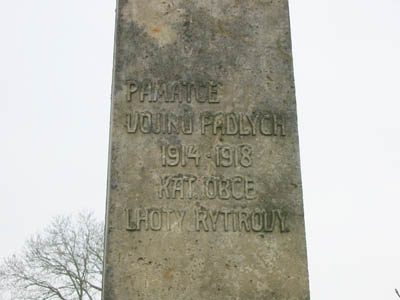 PAMÁTCE
VOJÍNŮ PADLÝCH
1914-1918
KAT. OBCE
LHOTY RYTÍŘOVY.